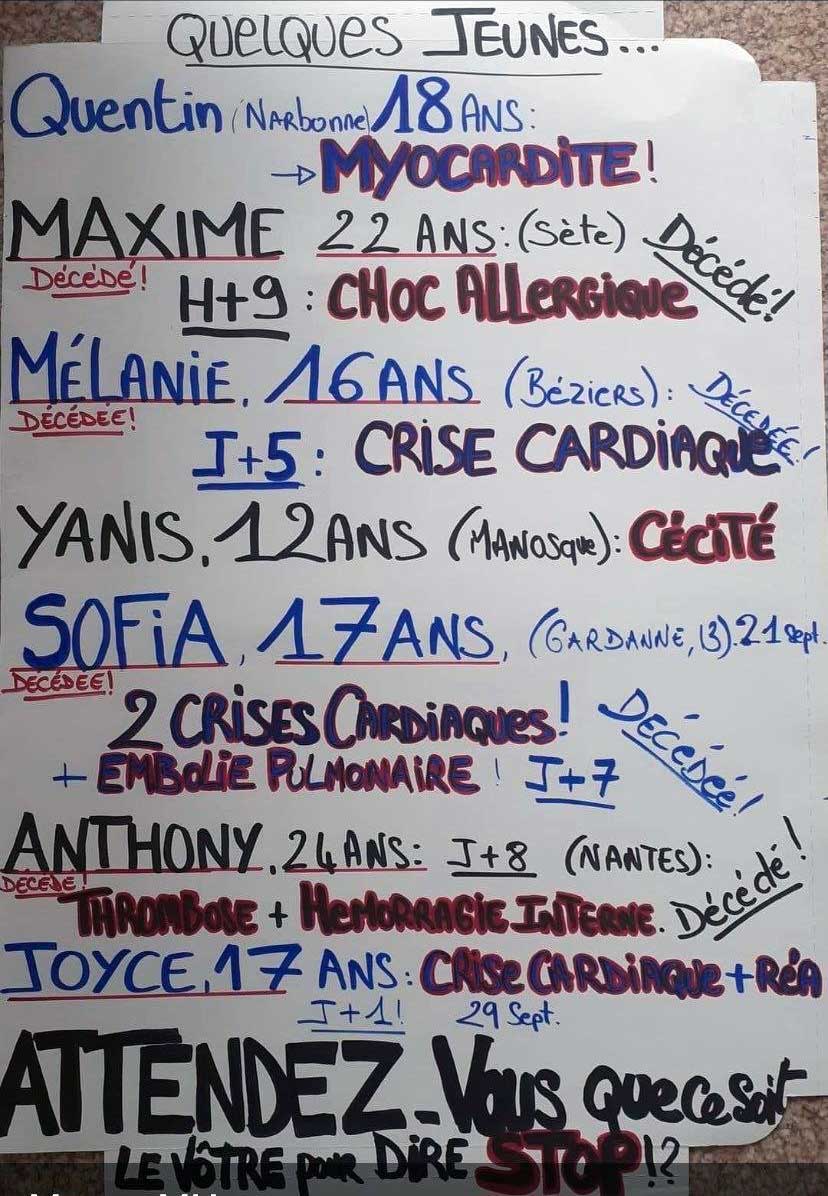 QUELQUES JEUNES...
Quentin (NARbonne) 18 ANS:
→ MYOCARDITE!
MAXIME 22 ANS: (Sète) Décédé!
DÉCÉDÉ!
H+9: CHOC ALLeRGique
MÉLANIE, 16 ANS (BÉZIERS): DÉCEDÉE!
DÉCÉDÉE!
J+5: CRISE CARDIAQUE
YANIS, 12 ANS (MANOSque): CÉCITÉ
SOFIA, 17 ANS, (GARDANNE, 13). 21 Sept.
DÉCÉDÉE!
2 CRISES CARDIAQUES! DÉCÉDÉE!
+ EMBOLIE PULMONAIRE! J+7
ANTHONY, 24 ANS: J+8 (NANTES): Décédé!
DÉCÉDÉ!
THROMBOSE + HeMORRAGIE INTERNE.
JOYCE, 17 ANS: CRISE CARDIAQUE + RÉA
J+1! 29 Sept.
ATTENDEZ-Vous que ce soit
LE VÔTRE pour DIRE STOP!?